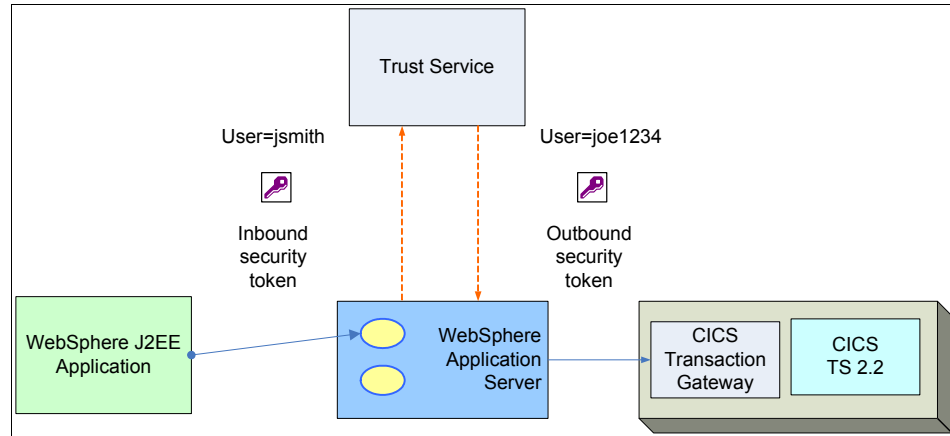 Trust Service
User=jsmith
User=joe1234
Inbound
security
token
Outbound
security
token
WebSphere J2EE
Application
WebSphere
Application
Server
CICS
Transaction
Gateway
CICS
TS 2.2